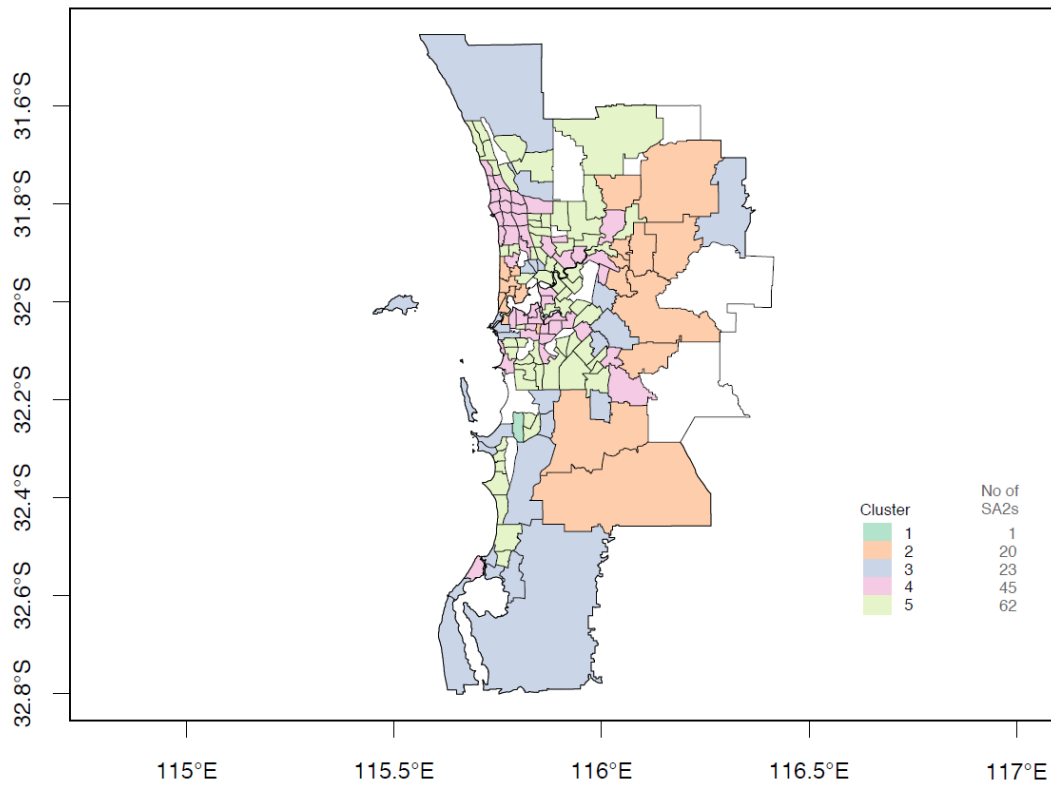 31.6°S
31.8°S
32°S
32.2°S
32.4°S
32.6°S
32.8°S
No of
Cluster SA2s
1 1
2 20
3 23
4 45
5 62
115°E 115.5°E 116°E 116.5°E 117°E